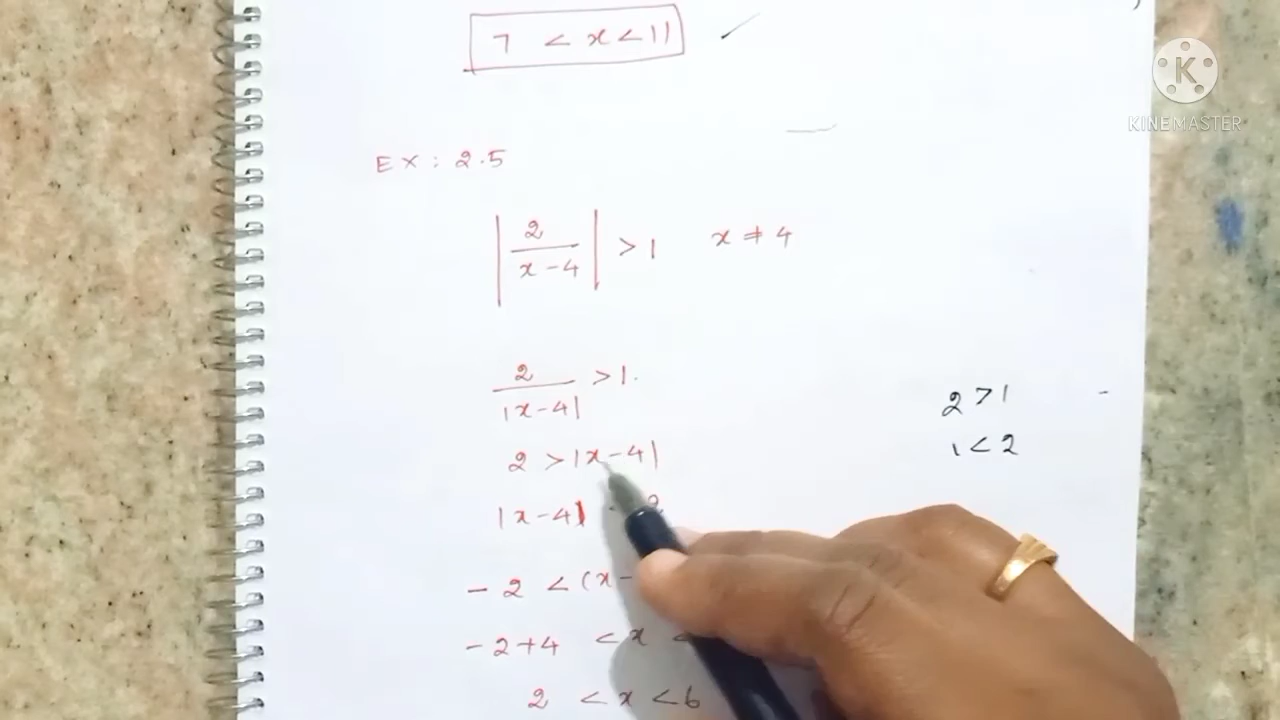 7 < x < 11 ✓
K
KINEMASTER
EX: 2.5
| 2 / x-4 | > 1 x ≠ 4
2 / |x-4| > 1.
2 > |x-4|
|x-4| 2
-2 < (x-
-2+4 < x <
2 < x < 6
2 > 1
1 < 2